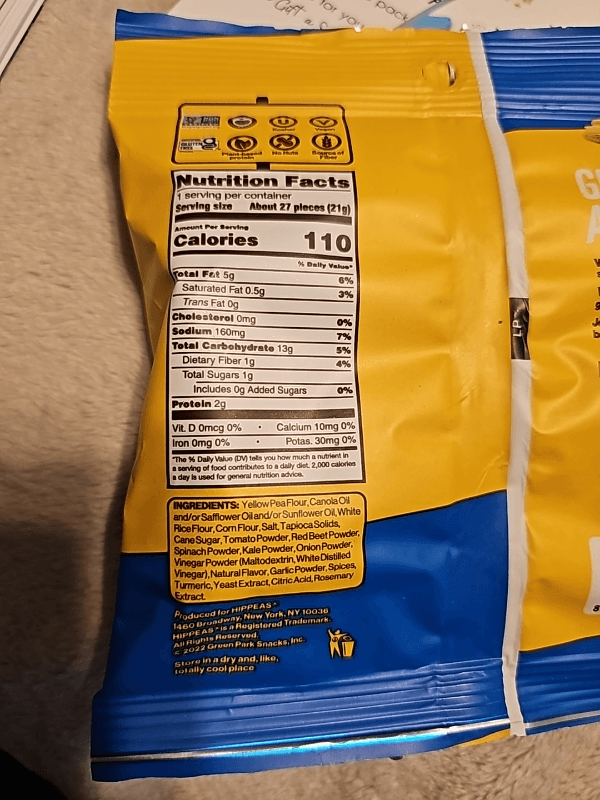 for you
pack
Gift
NON GMO
Kosher
Vegan
GLUTEN FREE
Plant-based protein
No Nuts
Source of Fiber
Nutrition Facts
1 serving per container
Serving size About 27 pieces (21g)
Amount Per Serving
Calories 110
% Daily Value*
Total Fat 5g 6%
Saturated Fat 0.5g 3%
Trans Fat 0g
Cholesterol 0mg 0%
Sodium 160mg 7%
Total Carbohydrate 13g 5%
Dietary Fiber 1g 4%
Total Sugars 1g
Includes 0g Added Sugars 0%
Protein 2g
Vit. D 0mcg 0% • Calcium 10mg 0%
Iron 0mg 0% • Potas. 30mg 0%
*The % Daily Value (DV) tells you how much a nutrient in
a serving of food contributes to a daily diet. 2,000 calories
a day is used for general nutrition advice.
INGREDIENTS: Yellow Pea Flour, Canola Oil
and/or Safflower Oil and/or Sunflower Oil, White
Rice Flour, Corn Flour, Salt, Tapioca Solids,
Cane Sugar, Tomato Powder, Red Beet Powder,
Spinach Powder, Kale Powder, Onion Powder,
Vinegar Powder (Maltodextrin, White Distilled
Vinegar), Natural Flavor, Garlic Powder, Spices,
Turmeric, Yeast Extract, Citric Acid, Rosemary
Extract.
Produced for HIPPEAS®
1460 Broadway, New York, NY 10036
HIPPEAS® is a Registered Trademark.
All Rights Reserved.
© 2022 Green Park Snacks, Inc.
Store in a dry and, like,
totally cool place
LP
G
A